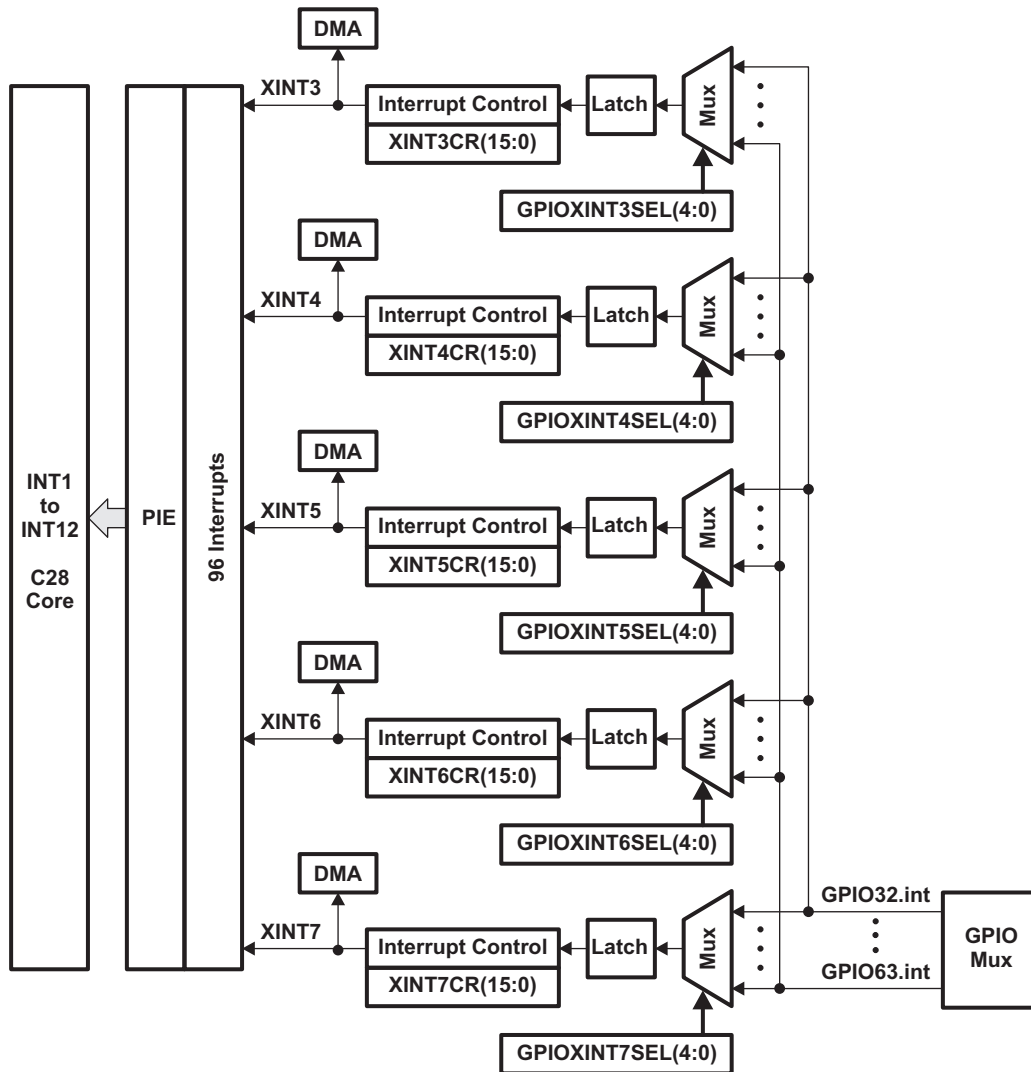 DMA
XINT3
Interrupt Control
XINT3CR(15:0)
Latch
Mux
GPIOXINT3SEL(4:0)
DMA
XINT4
Interrupt Control
XINT4CR(15:0)
Latch
Mux
GPIOXINT4SEL(4:0)
INT1
to
INT12
C28
Core
PIE
96 Interrupts
DMA
XINT5
Interrupt Control
XINT5CR(15:0)
Latch
Mux
GPIOXINT5SEL(4:0)
DMA
XINT6
Interrupt Control
XINT6CR(15:0)
Latch
Mux
GPIOXINT6SEL(4:0)
DMA
XINT7
Interrupt Control
XINT7CR(15:0)
Latch
Mux
GPIOXINT7SEL(4:0)
GPIO32.int
GPIO63.int
GPIO
Mux